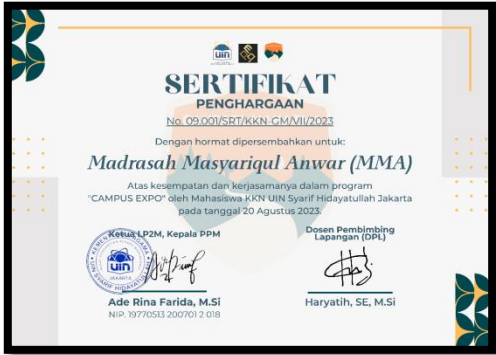 uin
SERTIFIKAT
PENGHARGAAN
No. 09.001/SRT/KKN-GM/VII/2023
Dengan hormat dipersembahkan untuk:
Madrasah Masyariqul Anwar (MMA)
Atas kesempatan dan kerjasamanya dalam program
"CAMPUS EXPO" oleh Mahasiswa KKN UIN Syarif Hidayatullah Jakarta
pada tanggal 20 Agustus 2023.
Ketua LP2M, Kepala PPM
Dosen Pembimbing
Lapangan (DPL)
uin
JAKARTA
Ade Rina Farida, M.Si
NIP. 19770513 200701 2 018
Haryatih, SE, M.Si